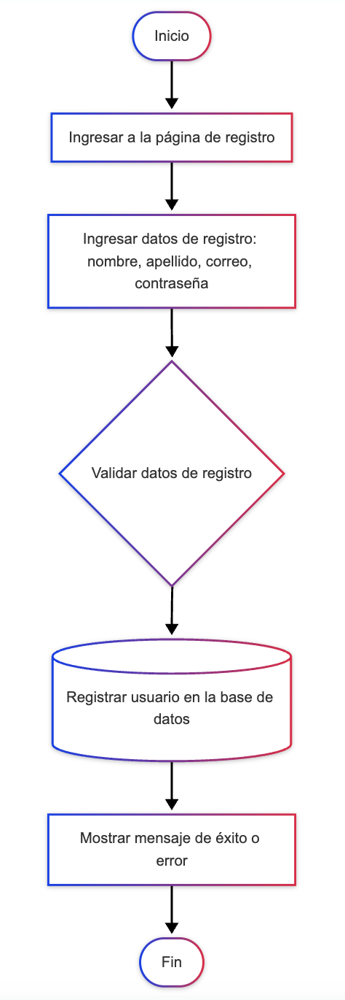 Inicio
Ingresar a la página de registro
Ingresar datos de registro:
nombre, apellido, correo,
contraseña
Validar datos de registro
Registrar usuario en la base de
datos
Mostrar mensaje de éxito o
error
Fin